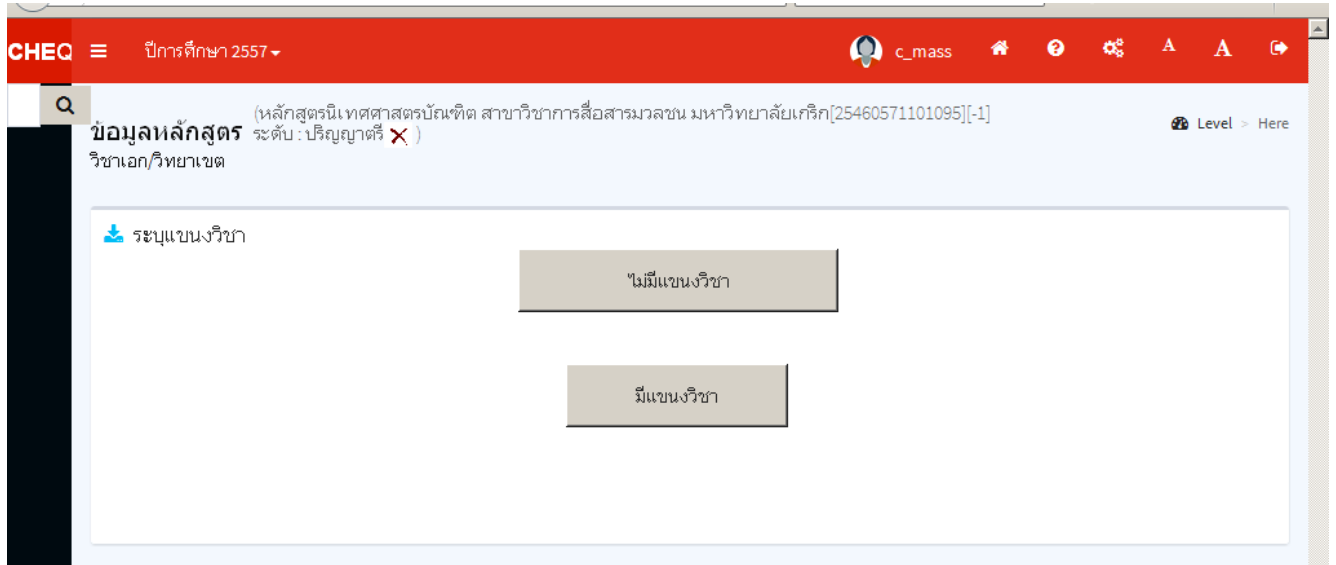 CHEQ ปีการศึกษา 2557 c_mass A A
(หลักสูตรนิเทศศาสตรบัณฑิต สาขาวิชาการสื่อสารมวลชน มหาวิทยาลัยเกริก[25460571101095][-1]
ข้อมูลหลักสูตร ระดับ : ปริญญาตรี )
Level > Here
วิชาเอก/วิทยาเขต
ระบุแขนงวิชา
ไม่มีแขนงวิชา
มีแขนงวิชา